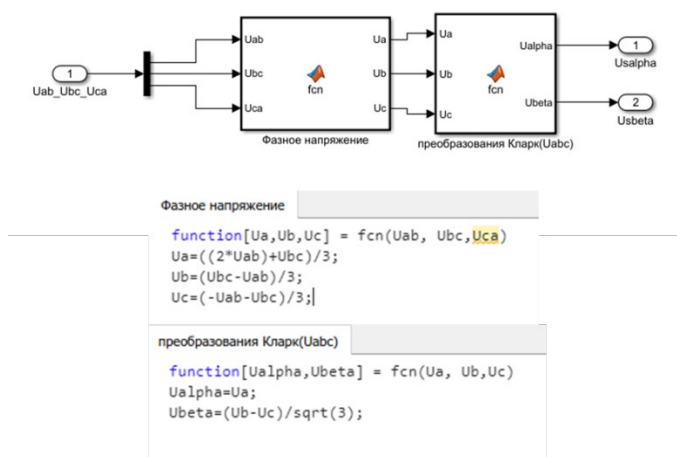 1
Uab_Ubc_Uca
Uab
Ubc
Uca
fcn
Ua
Ub
Uc
Фазное напряжение
Ua
Ub
Uc
fcn
Ualpha
Ubeta
преобразования Кларк(Uabc)
1
Usalpha
2
Usbeta
Фазное напряжение
function[Ua,Ub,Uc] = fcn(Uab, Ubc,Uca)
Ua=((2*Uab)+Ubc)/3;
Ub=(Ubc-Uab)/3;
Uc=(-Uab-Ubc)/3;
преобразования Кларк(Uabc)
function[Ualpha,Ubeta] = fcn(Ua, Ub,Uc)
Ualpha=Ua;
Ubeta=(Ub-Uc)/sqrt(3);